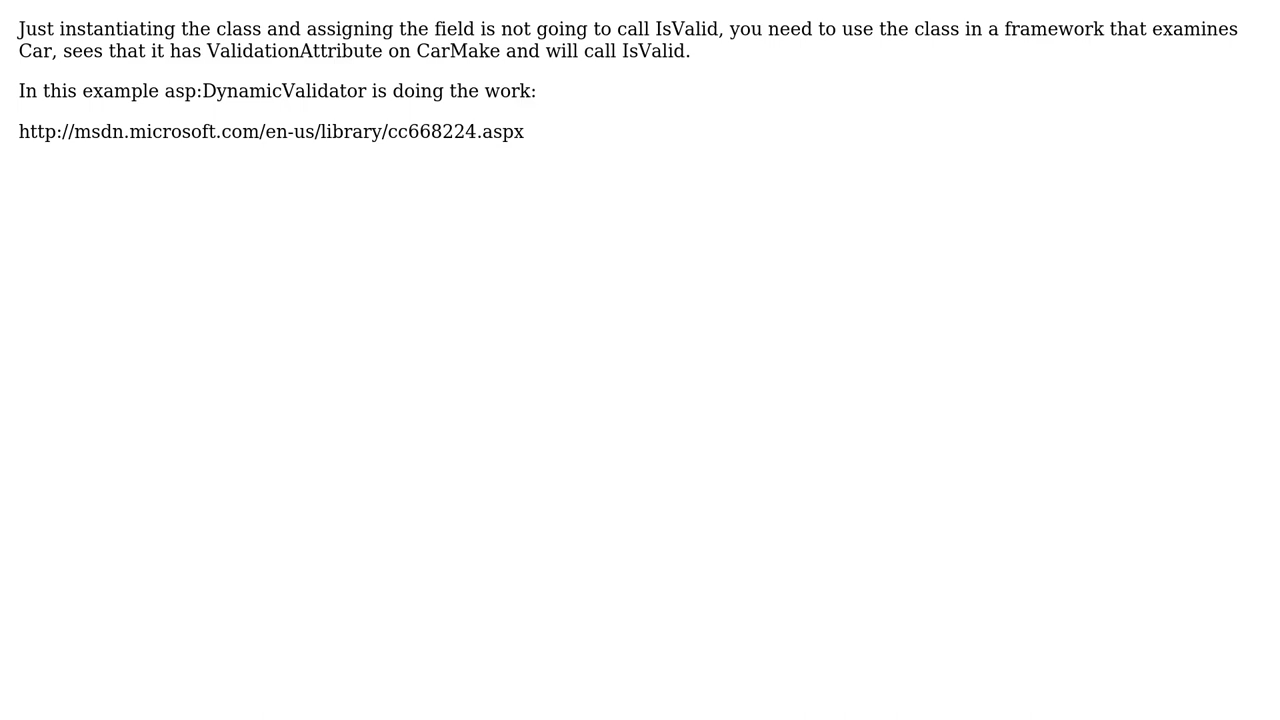 Just instantiating the class and assigning the field is not going to call IsValid, you need to use the class in a framework that examines
Car, sees that it has ValidationAttribute on CarMake and will call IsValid.
In this example asp:DynamicValidator is doing the work:
http://msdn.microsoft.com/en-us/library/cc668224.aspx